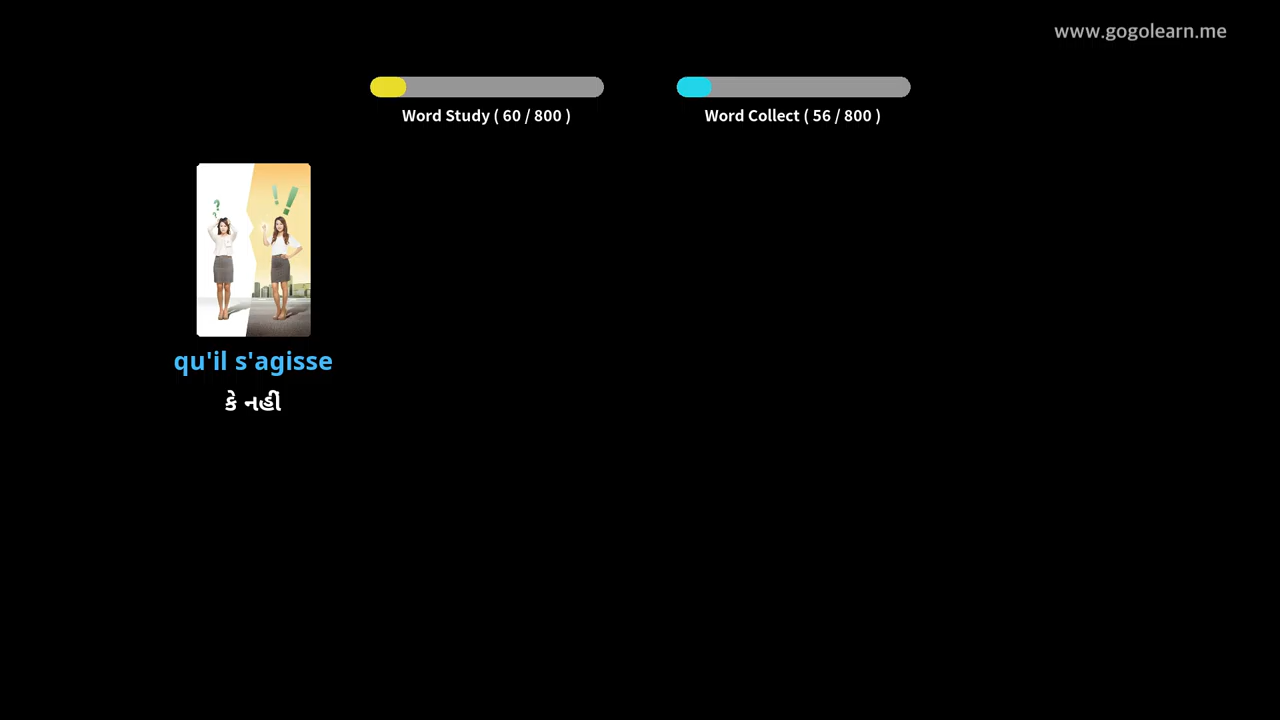 www.gogolearn.me
Word Study ( 60 / 800 )
Word Collect ( 56 / 800 )
qu'il s'agisse
કે નહીં